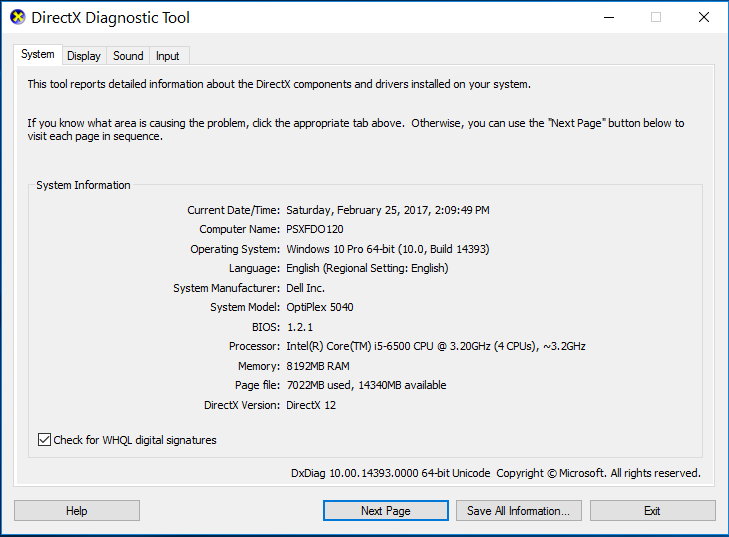 DirectX Diagnostic Tool
System Display Sound Input
This tool reports detailed information about the DirectX components and drivers installed on your system.
If you know what area is causing the problem, click the appropriate tab above.  Otherwise, you can use the "Next Page" button below to
visit each page in sequence.
System Information
Current Date/Time: Saturday, February 25, 2017, 2:09:49 PM
Computer Name: PSXFDO120
Operating System: Windows 10 Pro 64-bit (10.0, Build 14393)
Language: English (Regional Setting: English)
System Manufacturer: Dell Inc.
System Model: OptiPlex 5040
BIOS: 1.2.1
Processor: Intel(R) Core(TM) i5-6500 CPU @ 3.20GHz (4 CPUs), ~3.2GHz
Memory: 8192MB RAM
Page file: 7022MB used, 14340MB available
DirectX Version: DirectX 12
Check for WHQL digital signatures
DxDiag 10.00.14393.0000 64-bit Unicode  Copyright © Microsoft. All rights reserved.
Help Next Page Save All Information... Exit